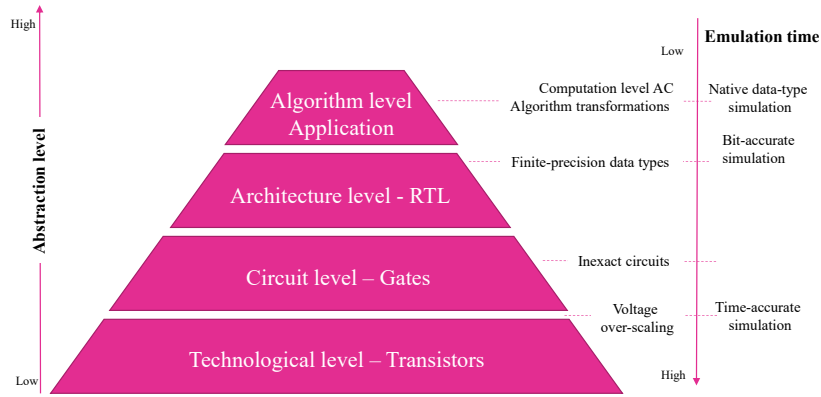 High
Abstraction level
Low
Algorithm level
Application
Architecture level - RTL
Circuit level – Gates
Technological level – Transistors
Computation level AC
Algorithm transformations
Finite-precision data types
Inexact circuits
Voltage
over-scaling
Emulation time
Low
High
Native data-type
simulation
Bit-accurate
simulation
Time-accurate
simulation